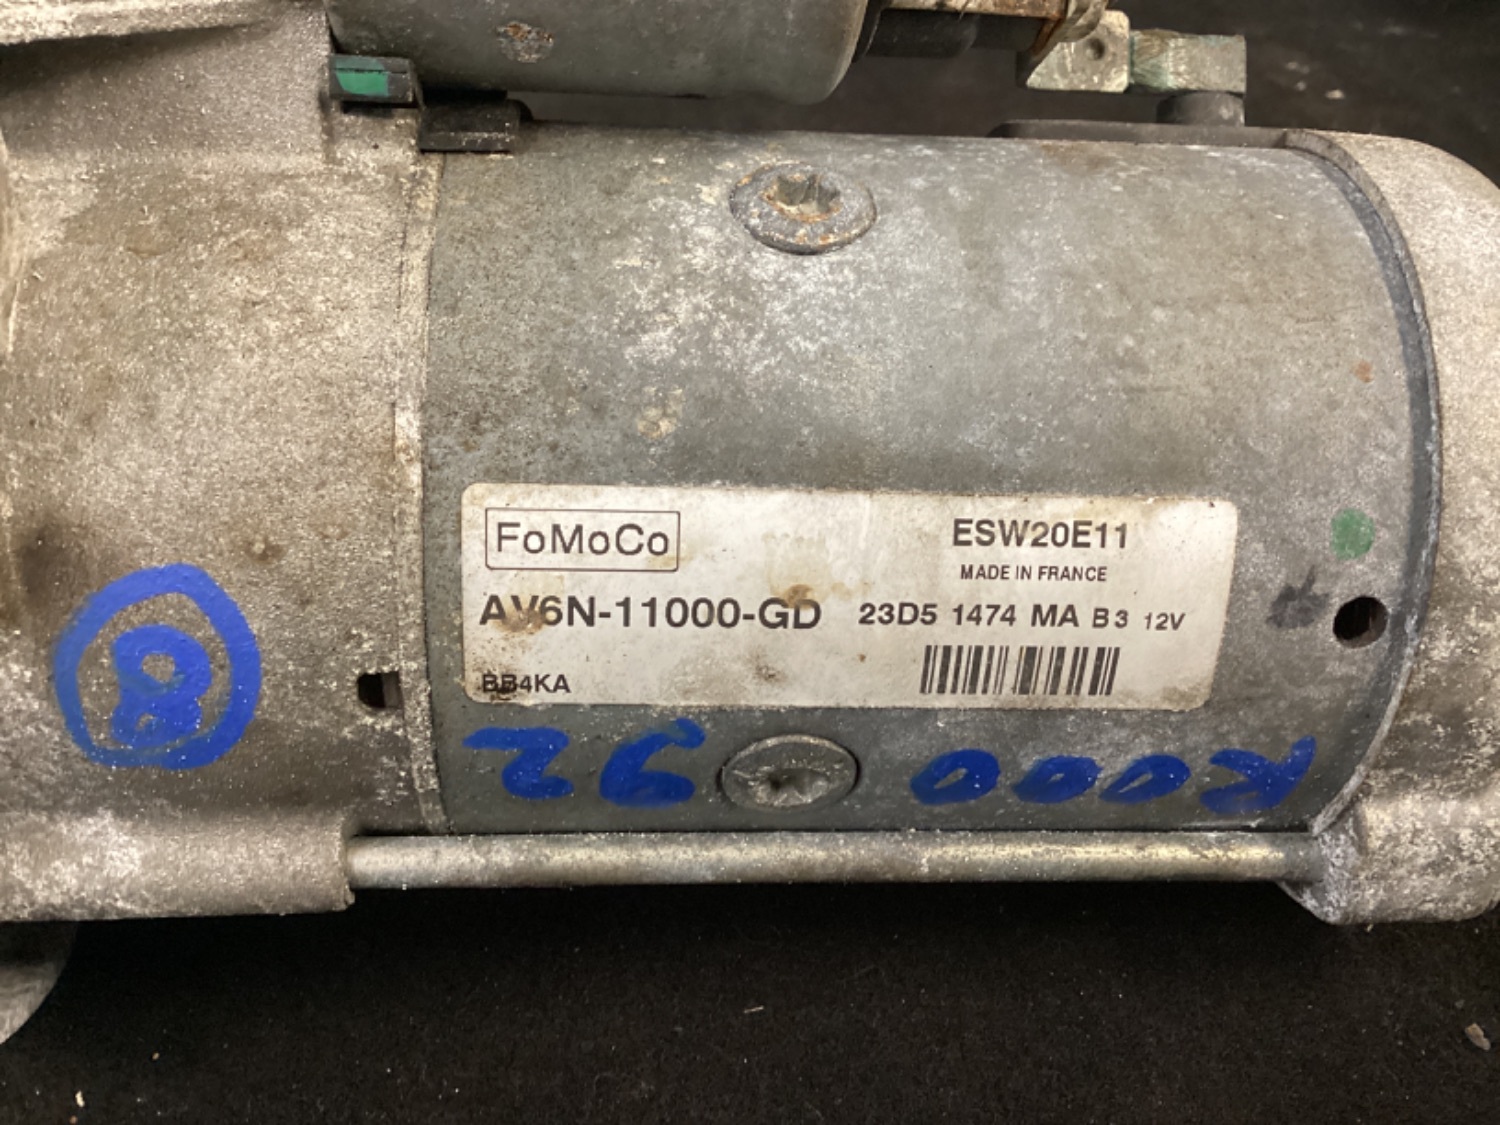 FoMoCo
ESW20E11
MADE IN FRANCE
AV6N-11000-GD 23D5 1474 MA B3 12V
BB4KA
8
R000 92